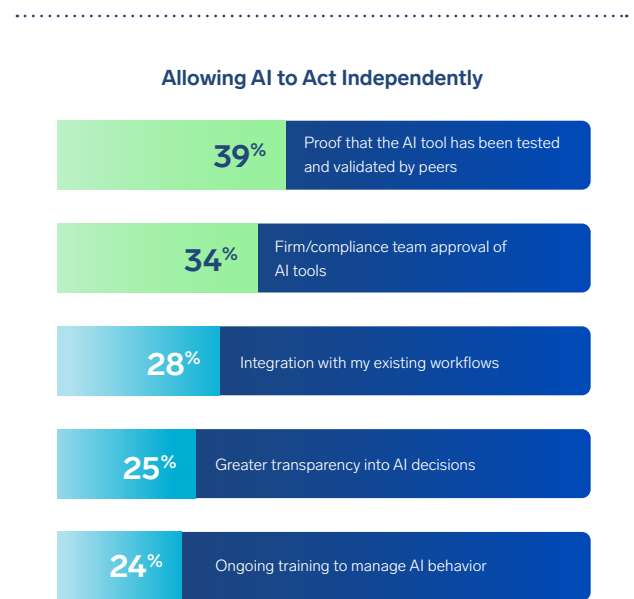 Allowing AI to Act Independently
39%
Proof that the AI tool has been tested
and validated by peers
34%
Firm/compliance team approval of
AI tools
28%
Integration with my existing workflows
25%
Greater transparency into AI decisions
24%
Ongoing training to manage AI behavior